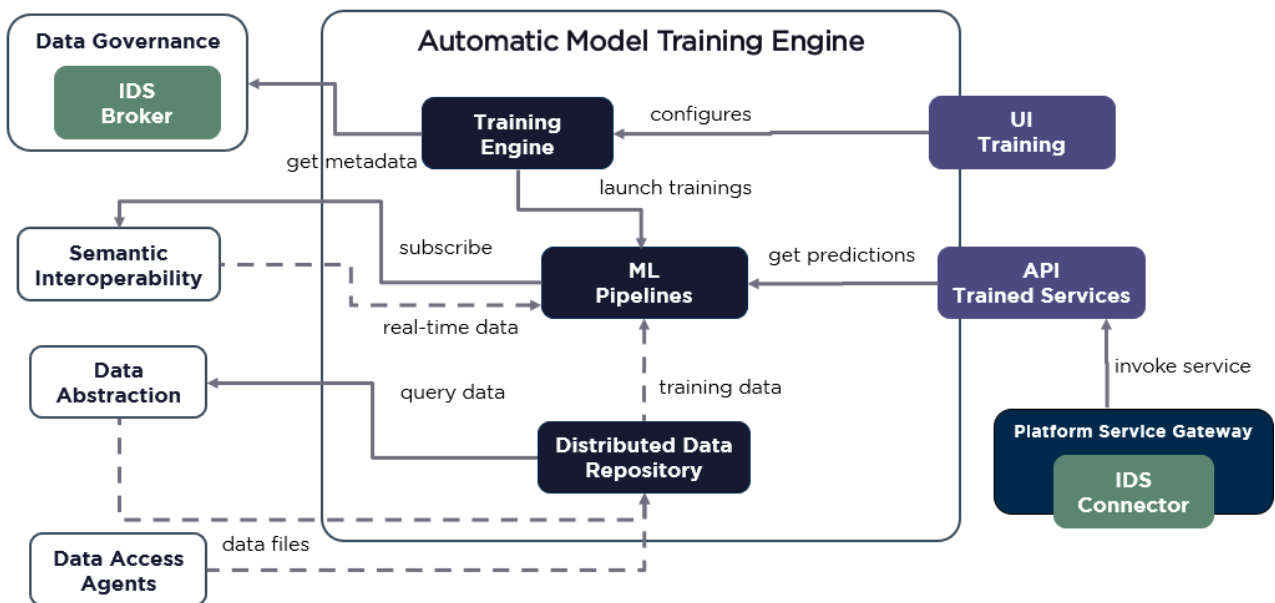 Automatic Model Training Engine
Data Governance
IDS
Broker
Training
Engine
configures
UI
Training
get metadata
launch trainings
Semantic
Interoperability
subscribe
ML
Pipelines
get predictions
API
Trained Services
real-time data
Data
Abstraction
query data
training data
invoke service
Distributed Data
Repository
Platform Service Gateway
IDS
Connector
data files
Data Access
Agents